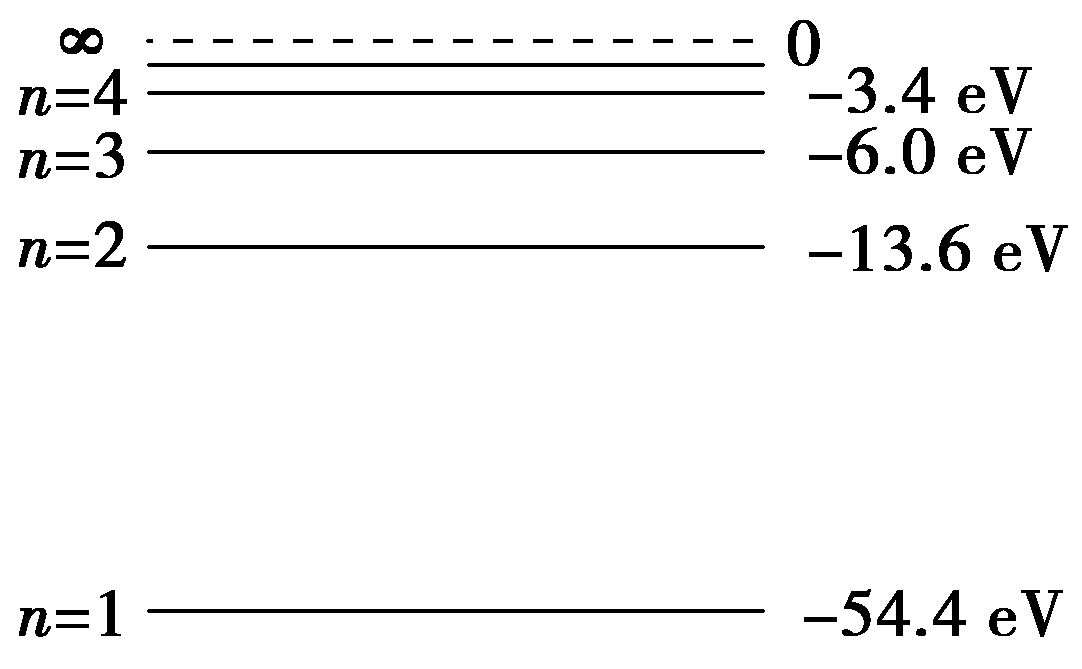 ∞ 0
n=4 −3.4 eV
n=3 −6.0 eV
n=2 −13.6 eV
n=1 −54.4 eV